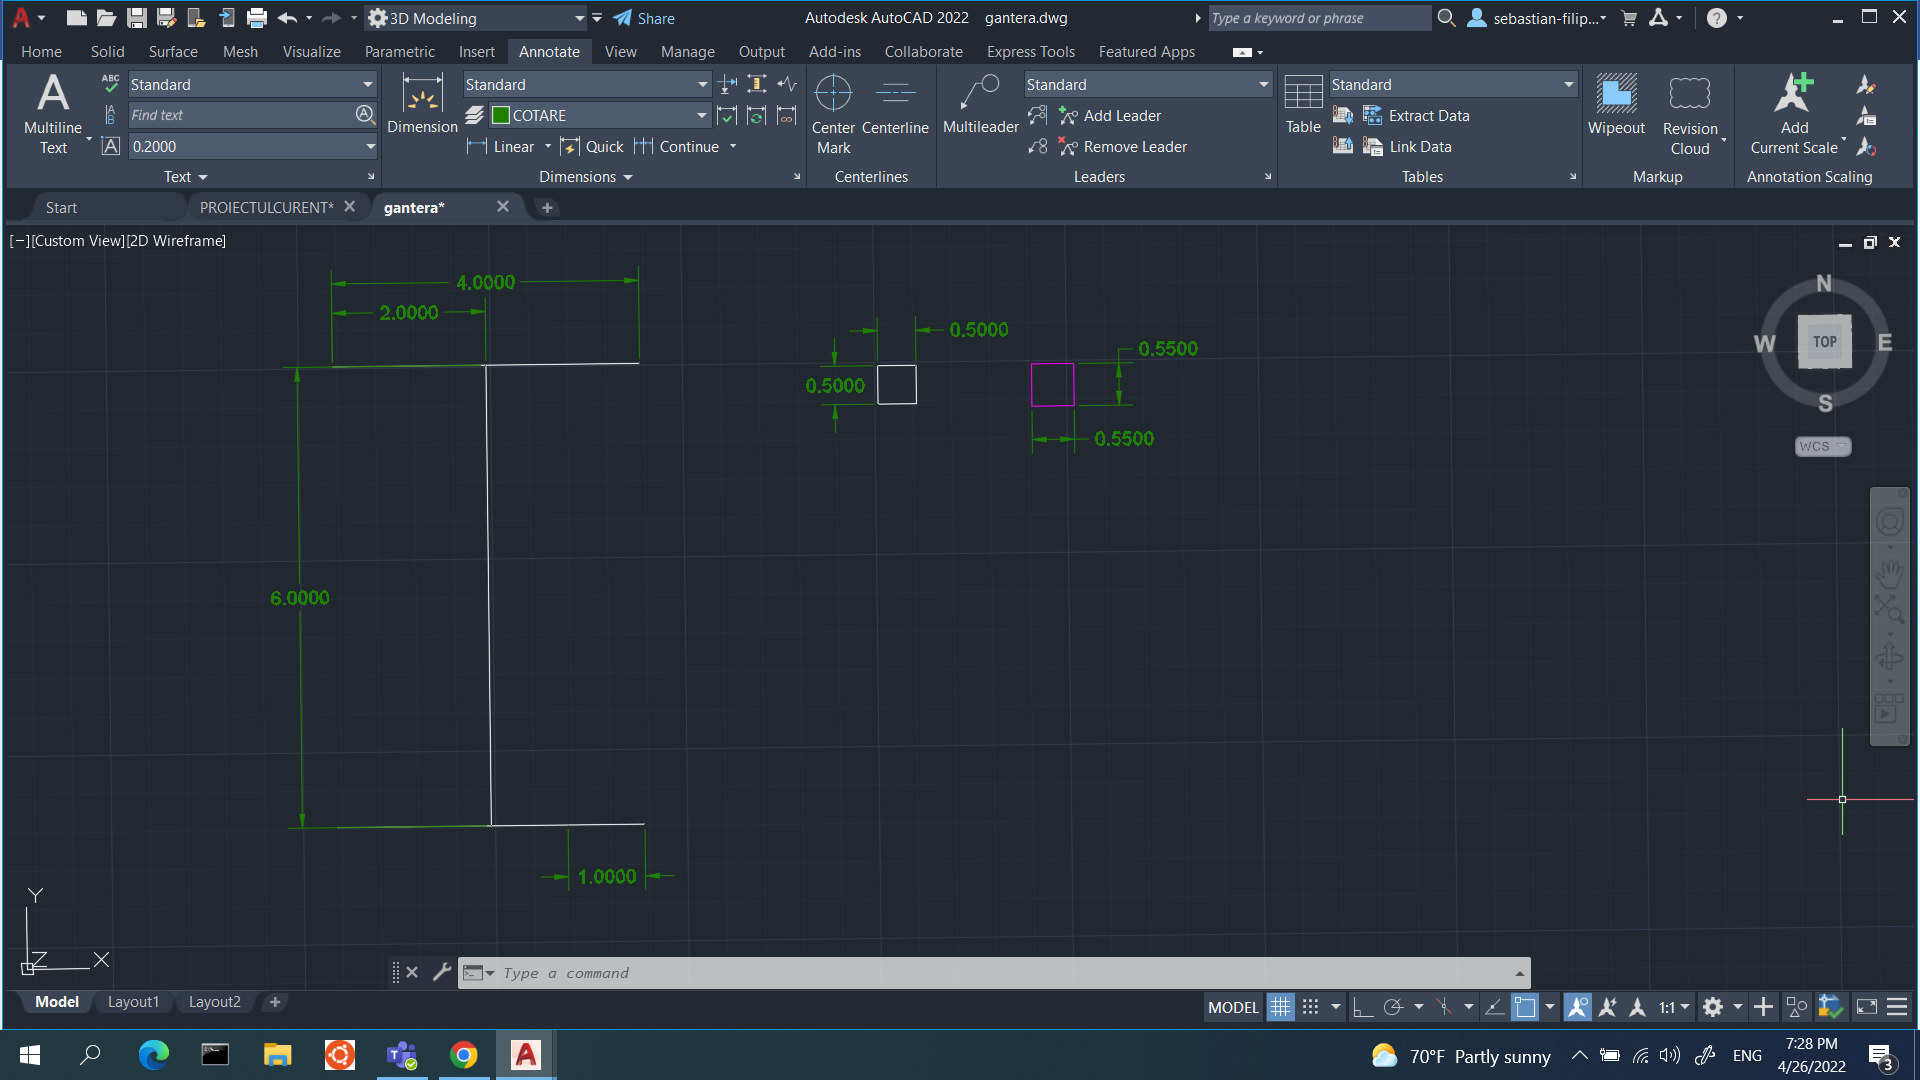 3D Modeling
Share
Autodesk AutoCAD 2022 gantera.dwg
Type a keyword or phrase
sebastian-filip...
Home Solid Surface Mesh Visualize Parametric Insert Annotate View Manage Output Add-ins Collaborate Express Tools Featured Apps
Multiline Text
ABC
Standard
Find text
0.2000
Text
Dimension
Standard
COTARE
Linear Quick Continue
Dimensions
Center Mark
Centerline
Centerlines
Multileader
Standard
Add Leader
Remove Leader
Leaders
Table
Standard
Extract Data
Link Data
Tables
Wipeout
Revision Cloud
Markup
Add Current Scale
Annotation Scaling
Start PROIECTULCURENT* gantera*
[−][Custom View][2D Wireframe]
4.0000
2.0000
6.0000
1.0000
0.5000
0.5000
0.5500
0.5500
N
W TOP E
S
WCS
Y
Z X
Type a command
Model Layout1 Layout2
MODEL
1:1
70°F Partly sunny
ENG
7:28 PM
4/26/2022
3